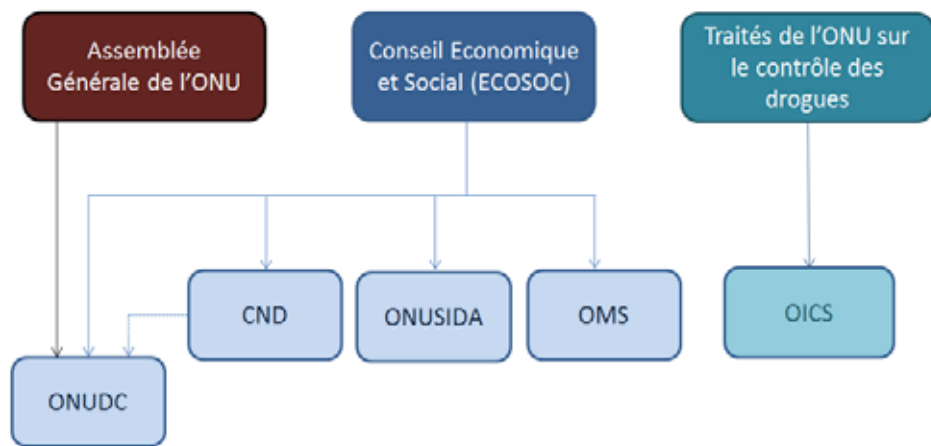 Assemblée
Générale de l'ONU
Conseil Economique
et Social (ECOSOC)
Traités de l'ONU sur
le contrôle des
drogues
CND
ONUSIDA
OMS
OICS
ONUDC